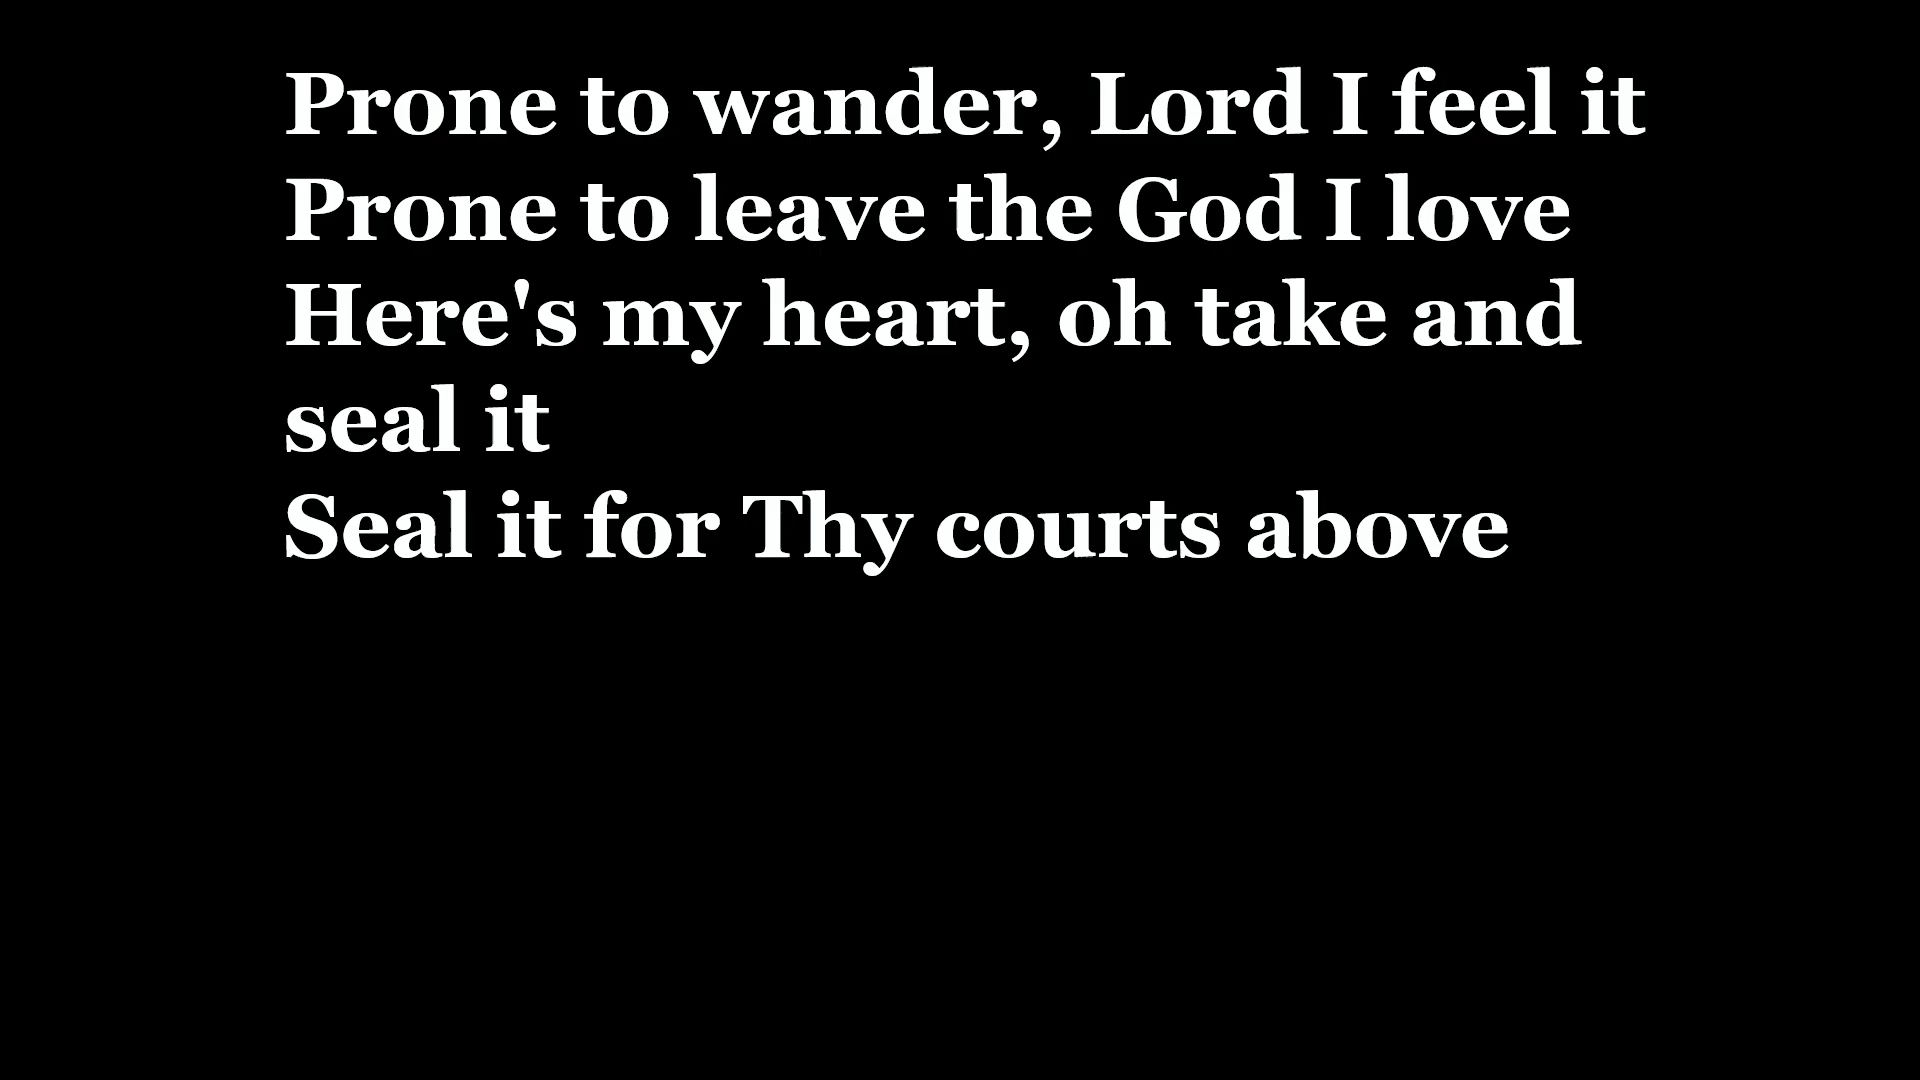 Prone to wander, Lord I feel it
Prone to leave the God I love
Here's my heart, oh take and
seal it
Seal it for Thy courts above